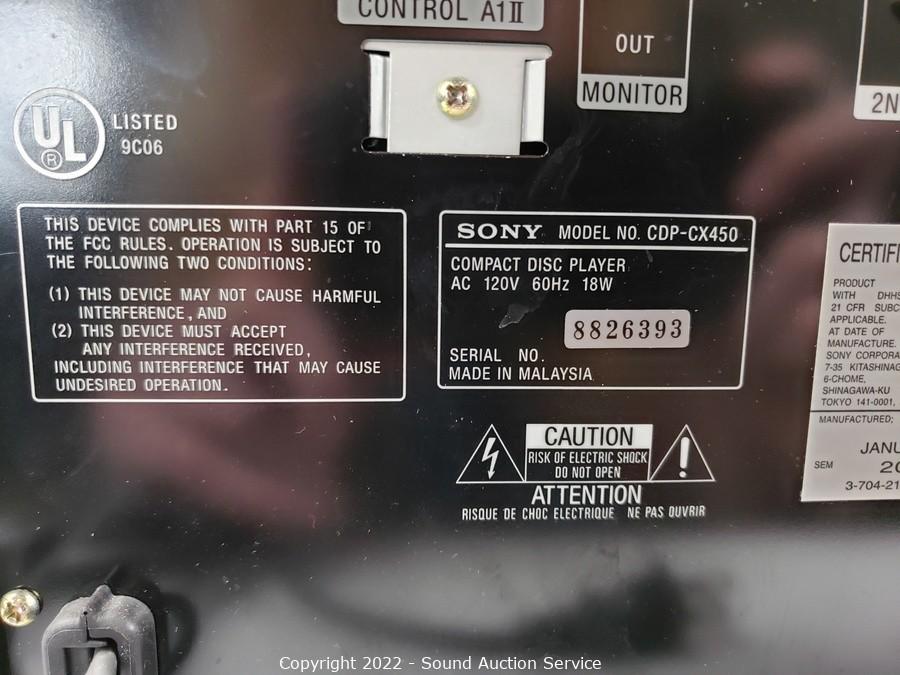 CONTROL A1II
OUT
MONITOR
2N
UL
®
LISTED
9C06
THIS DEVICE COMPLIES WITH PART 15 OF
THE FCC RULES. OPERATION IS SUBJECT TO
THE FOLLOWING TWO CONDITIONS:
(1) THIS DEVICE MAY NOT CAUSE HARMFUL
INTERFERENCE, AND
(2) THIS DEVICE MUST ACCEPT
ANY INTERFERENCE RECEIVED,
INCLUDING INTERFERENCE THAT MAY CAUSE
UNDESIRED OPERATION.
SONY MODEL NO. CDP-CX450
COMPACT DISC PLAYER
AC 120V 60Hz 18W
8826393
SERIAL NO.
MADE IN MALAYSIA
CAUTION
RISK OF ELECTRIC SHOCK
DO NOT OPEN
ATTENTION
RISQUE DE CHOC ELECTRIQUE NE PAS OUVRIR
CERTIFI
PRODUCT
WITH DHHS
21 CFR SUBC
APPLICABLE.
AT DATE OF
MANUFACTURE.
SONY CORPORA
7-35 KITASHINAG
6-CHOME,
SHINAGAWA-KU
TOKYO 141-0001,
MANUFACTURED;
JANU
SEM 20
3-704-21
Copyright 2022 - Sound Auction Service